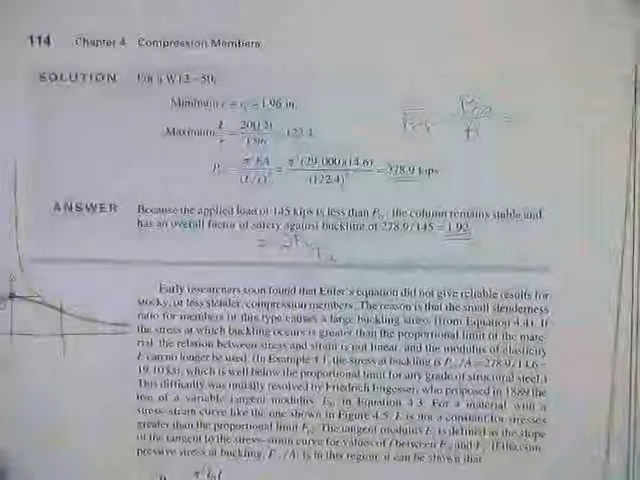 114 Chapter 4 Compression Members
SOLUTION For a W12×50,
Minimum r = r_y = 1.96 in.
Maximum L/r = 20(12)/1.96 = 122.4
P_cr = π²EA/(L/r)² = π²(29,000)(14.6)/(122.4)² = 278.9 kips
ANSWER Because the applied load of 145 kips is less than P_cr, the column remains stable and
has an overall factor of safety against buckling of 278.9/145 = 1.92.
Early researchers soon found that Euler's equation did not give reliable results for
stocky, or less slender, compression members. The reason is that the small slenderness
ratio for members of this type causes a large buckling stress (from Equation 4.4). If
the stress at which buckling occurs is greater than the proportional limit of the mate-
rial, the relation between stress and strain is not linear, and the modulus of elasticity
E can no longer be used. (In Example 4.1, the stress at buckling is P_cr/A = 278.9/14.6 =
19.10 ksi, which is well below the proportional limit for any grade of structural steel.)
This difficulty was initially resolved by Friedrich Engesser, who proposed in 1889 the
use of a variable tangent modulus, E_t, in Equation 4.3. For a material with a
stress–strain curve like the one shown in Figure 4.5, E is not a constant for stresses
greater than the proportional limit F_pl. The tangent modulus E_t is defined as the slope
of the tangent to the stress–strain curve for values of f between F_pl and F_y. If the com-
pressive stress at buckling, P_cr/A, is in this region, it can be shown that